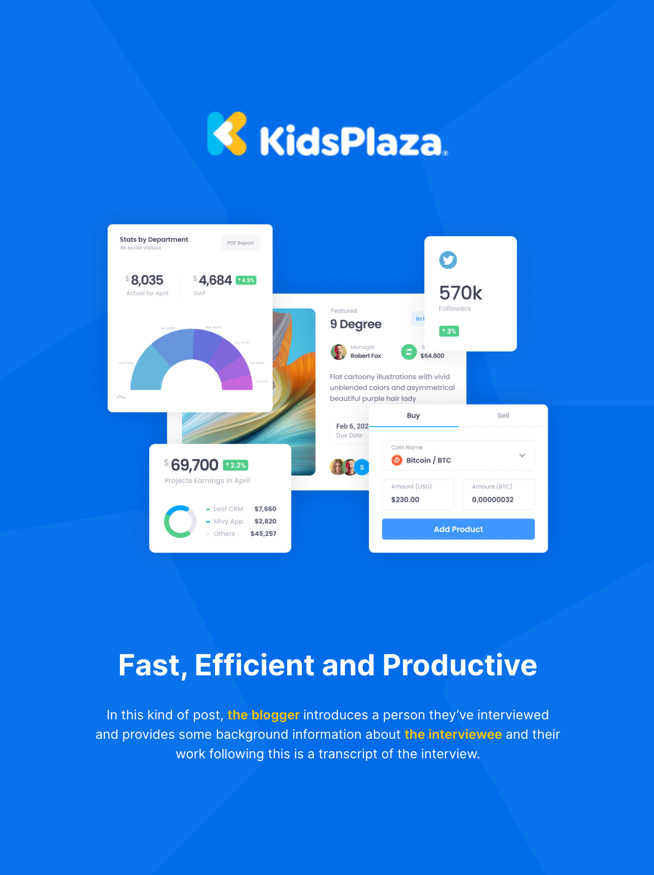 KidsPlaza®
Stats by Department
8k social visitors
PDF Report
$8,035
Actual for April
$4,684
4.5%
GAP
570k
Followers
3%
Featured
9 Degree
Manager
Robert Fox
$64.800
Flat cartoony illustrations with vivid
unblended colors and asymmetrical
beautiful purple hair lady
Feb 6, 202
Due Date
S
$69,700
2.2%
Projects Earnings in April
Leaf CRM $7,660
Mivy App $2,820
Others $45,257
Buy Sell
Coin Name
Bitcoin / BTC
Amount (USD)
$230.00
Amount (BTC)
0,00000032
Add Product
Fast, Efficient and Productive
In this kind of post, the blogger introduces a person they’ve interviewed
and provides some background information about the interviewee and their
work following this is a transcript of the interview.